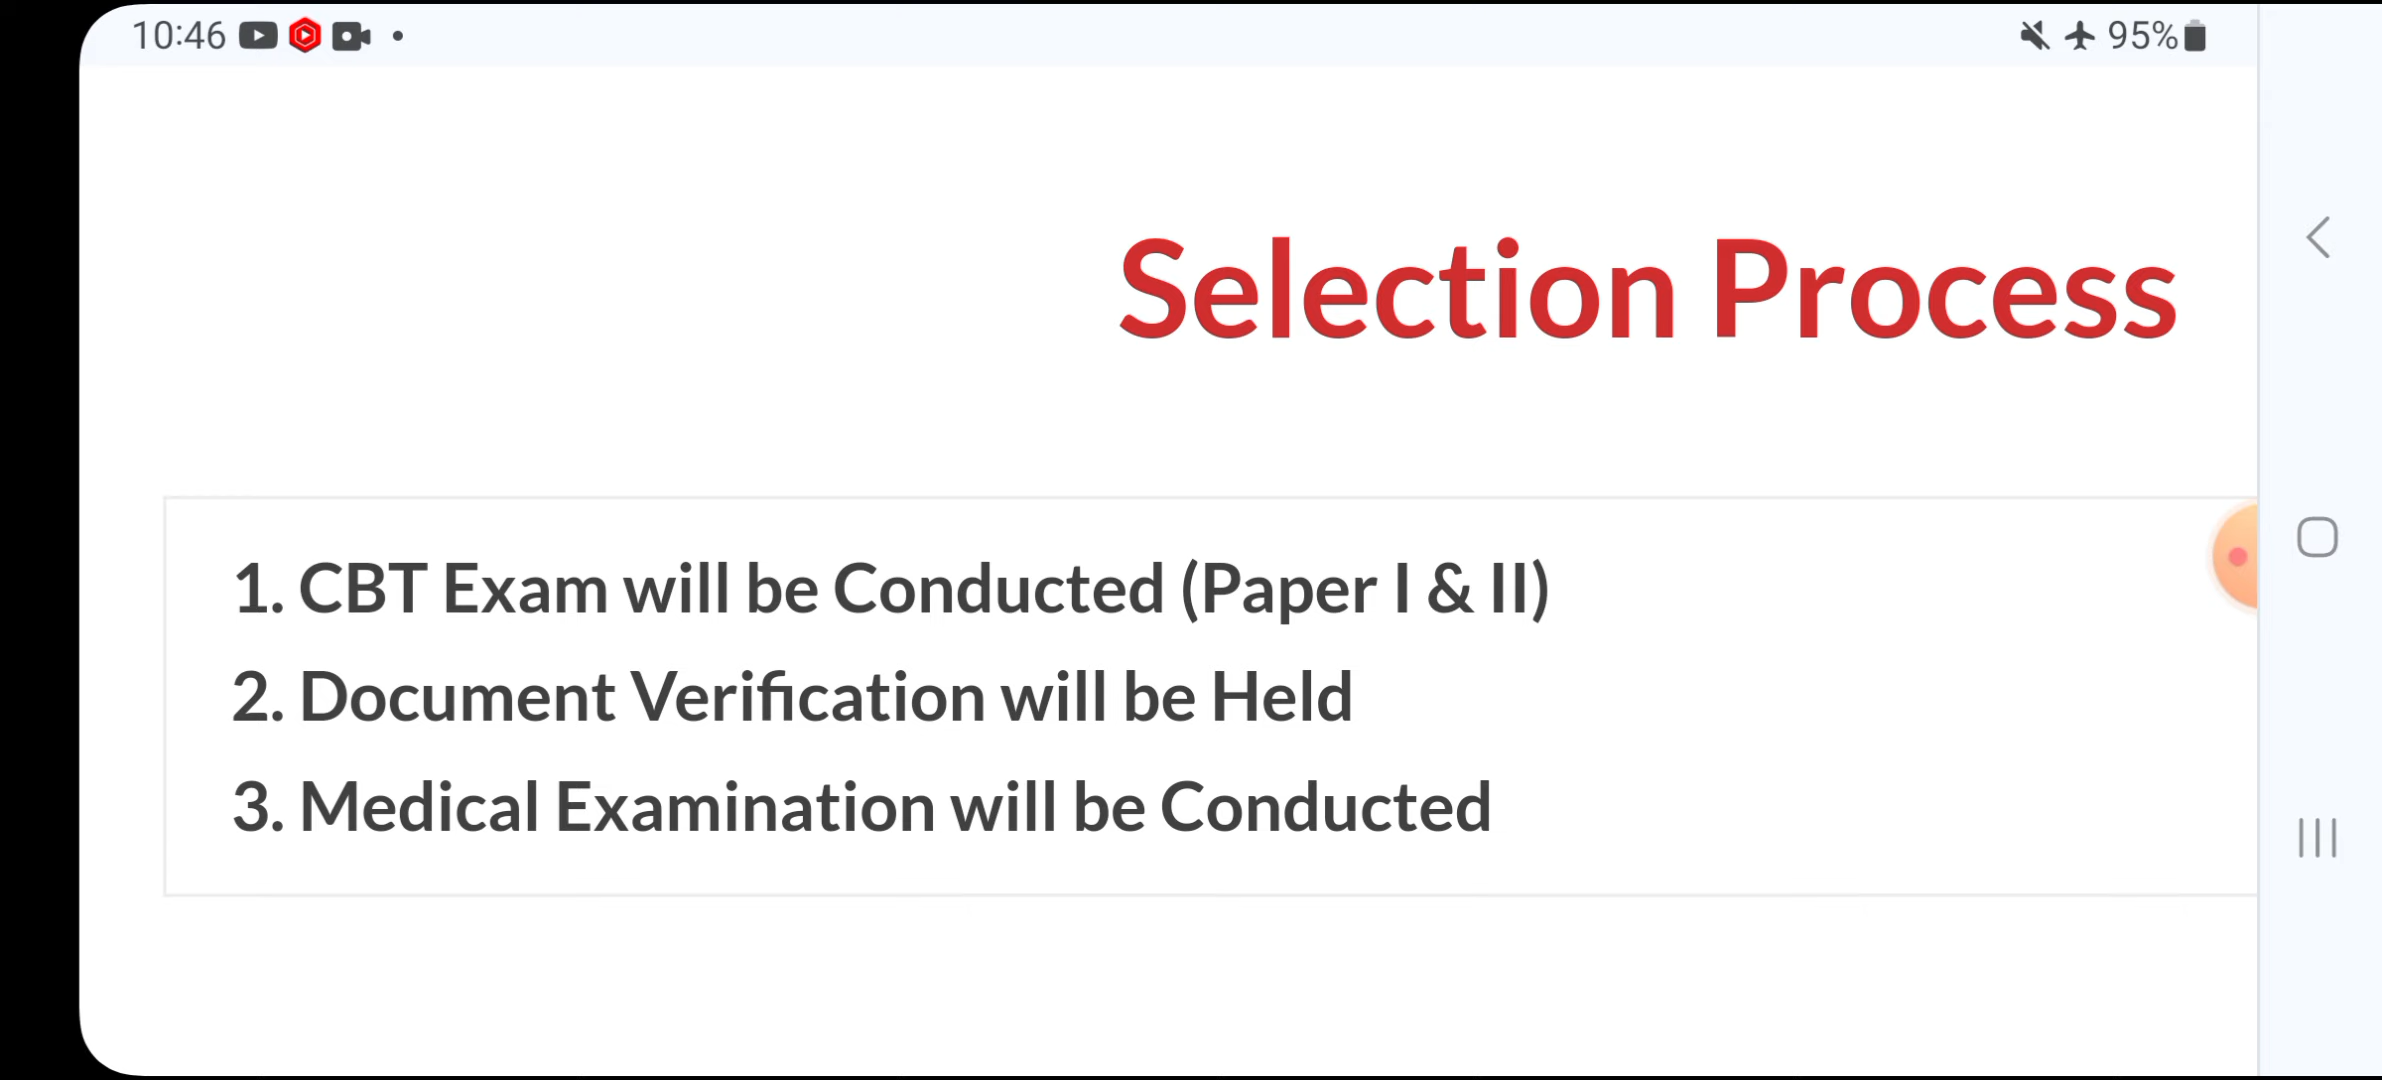 10:46
95%
Selection Process
1. CBT Exam will be Conducted (Paper I & II)
2. Document Verification will be Held
3. Medical Examination will be Conducted